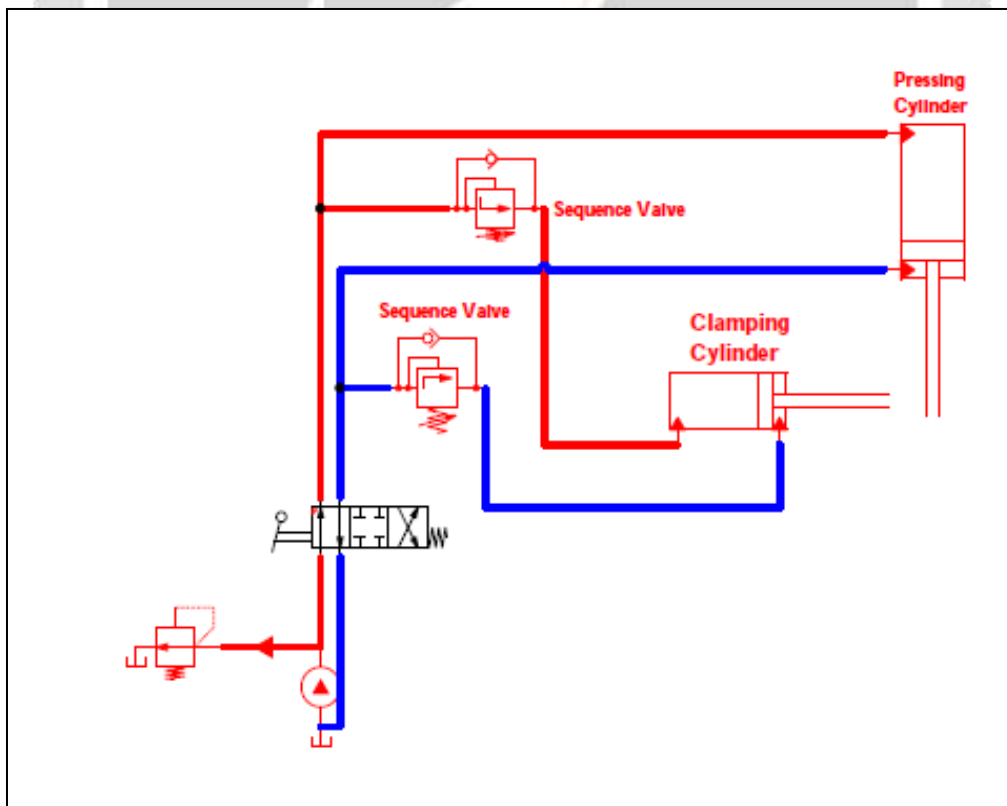 Pressing
Cylinder
Sequence Valve
Sequence Valve
Clamping
Cylinder